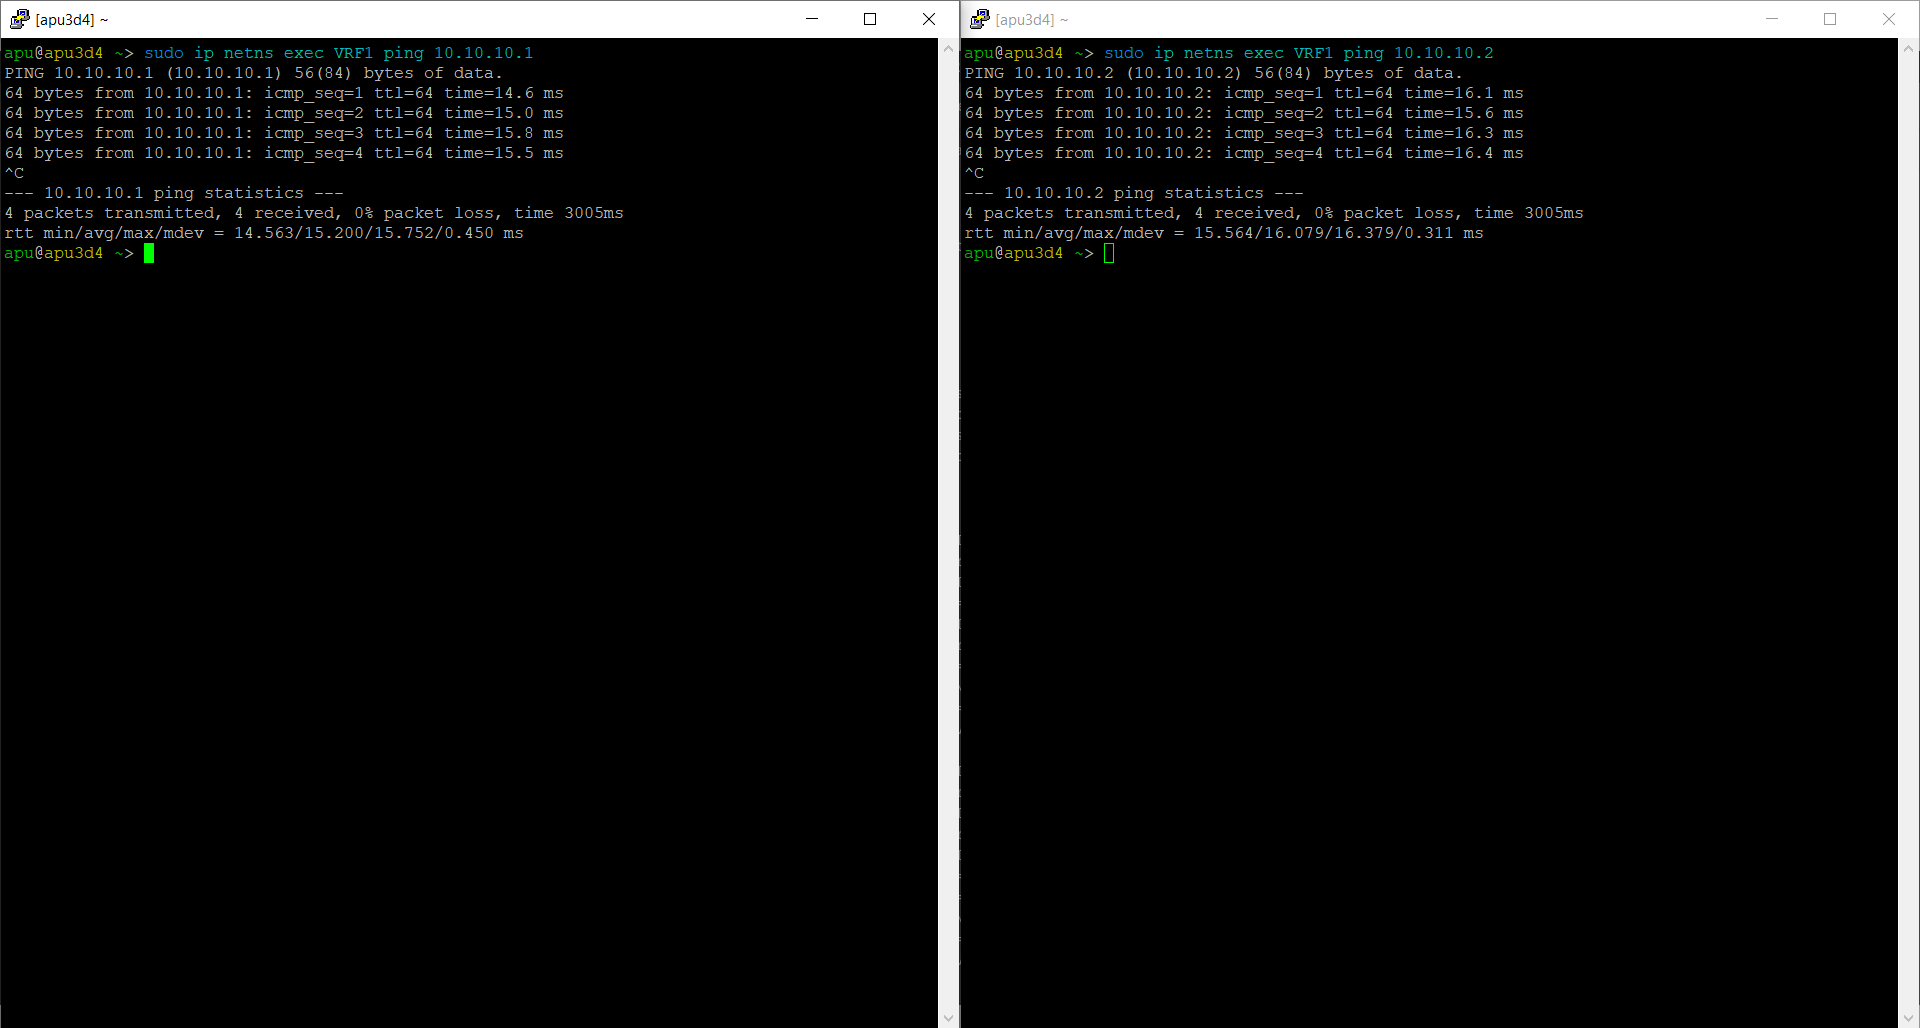 [apu3d4] ~
apu@apu3d4 ~> sudo ip netns exec VRF1 ping 10.10.10.1
PING 10.10.10.1 (10.10.10.1) 56(84) bytes of data.
64 bytes from 10.10.10.1: icmp_seq=1 ttl=64 time=14.6 ms
64 bytes from 10.10.10.1: icmp_seq=2 ttl=64 time=15.0 ms
64 bytes from 10.10.10.1: icmp_seq=3 ttl=64 time=15.8 ms
64 bytes from 10.10.10.1: icmp_seq=4 ttl=64 time=15.5 ms
^C
--- 10.10.10.1 ping statistics ---
4 packets transmitted, 4 received, 0% packet loss, time 3005ms
rtt min/avg/max/mdev = 14.563/15.200/15.752/0.450 ms
apu@apu3d4 ~>
[apu3d4] ~
apu@apu3d4 ~> sudo ip netns exec VRF1 ping 10.10.10.2
PING 10.10.10.2 (10.10.10.2) 56(84) bytes of data.
64 bytes from 10.10.10.2: icmp_seq=1 ttl=64 time=16.1 ms
64 bytes from 10.10.10.2: icmp_seq=2 ttl=64 time=15.6 ms
64 bytes from 10.10.10.2: icmp_seq=3 ttl=64 time=16.3 ms
64 bytes from 10.10.10.2: icmp_seq=4 ttl=64 time=16.4 ms
^C
--- 10.10.10.2 ping statistics ---
4 packets transmitted, 4 received, 0% packet loss, time 3005ms
rtt min/avg/max/mdev = 15.564/16.079/16.379/0.311 ms
apu@apu3d4 ~>